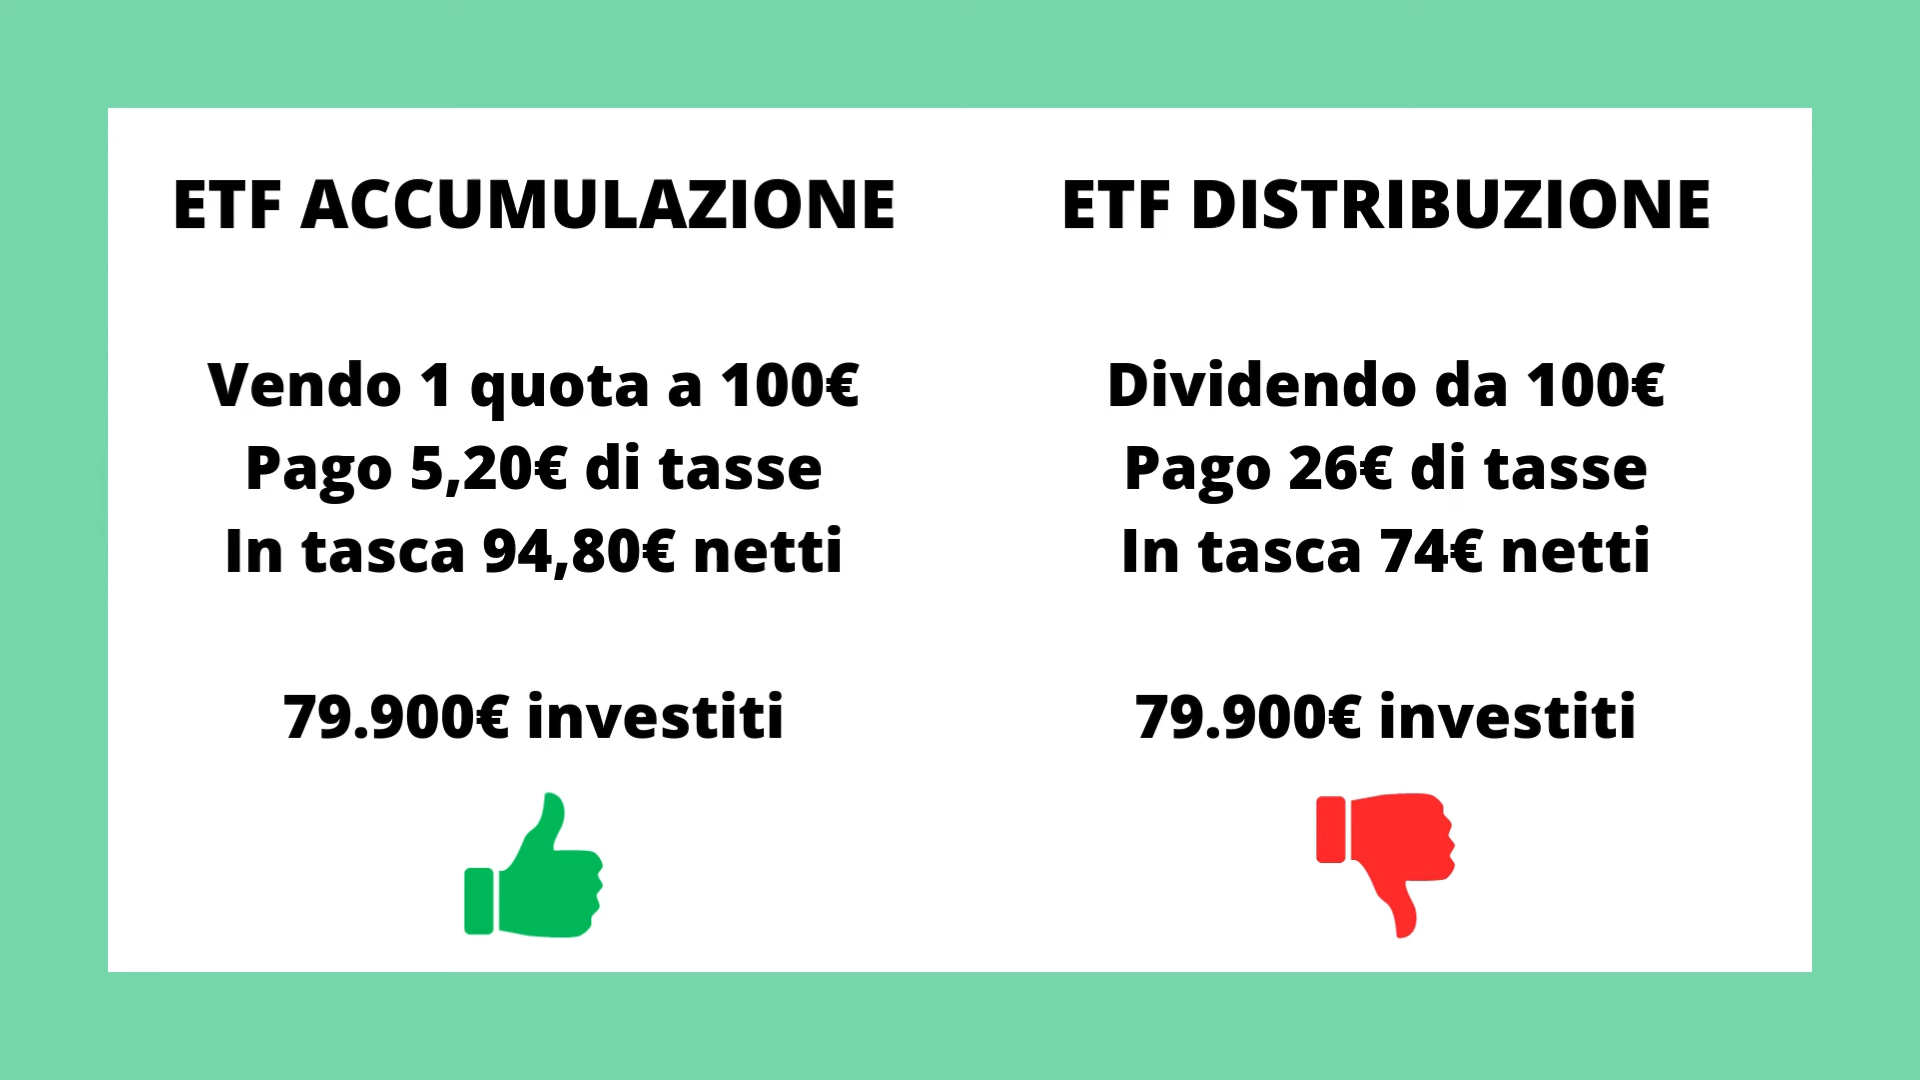 ETF ACCUMULAZIONE
Vendo 1 quota a 100€
Pago 5,20€ di tasse
In tasca 94,80€ netti
79.900€ investiti
ETF DISTRIBUZIONE
Dividendo da 100€
Pago 26€ di tasse
In tasca 74€ netti
79.900€ investiti